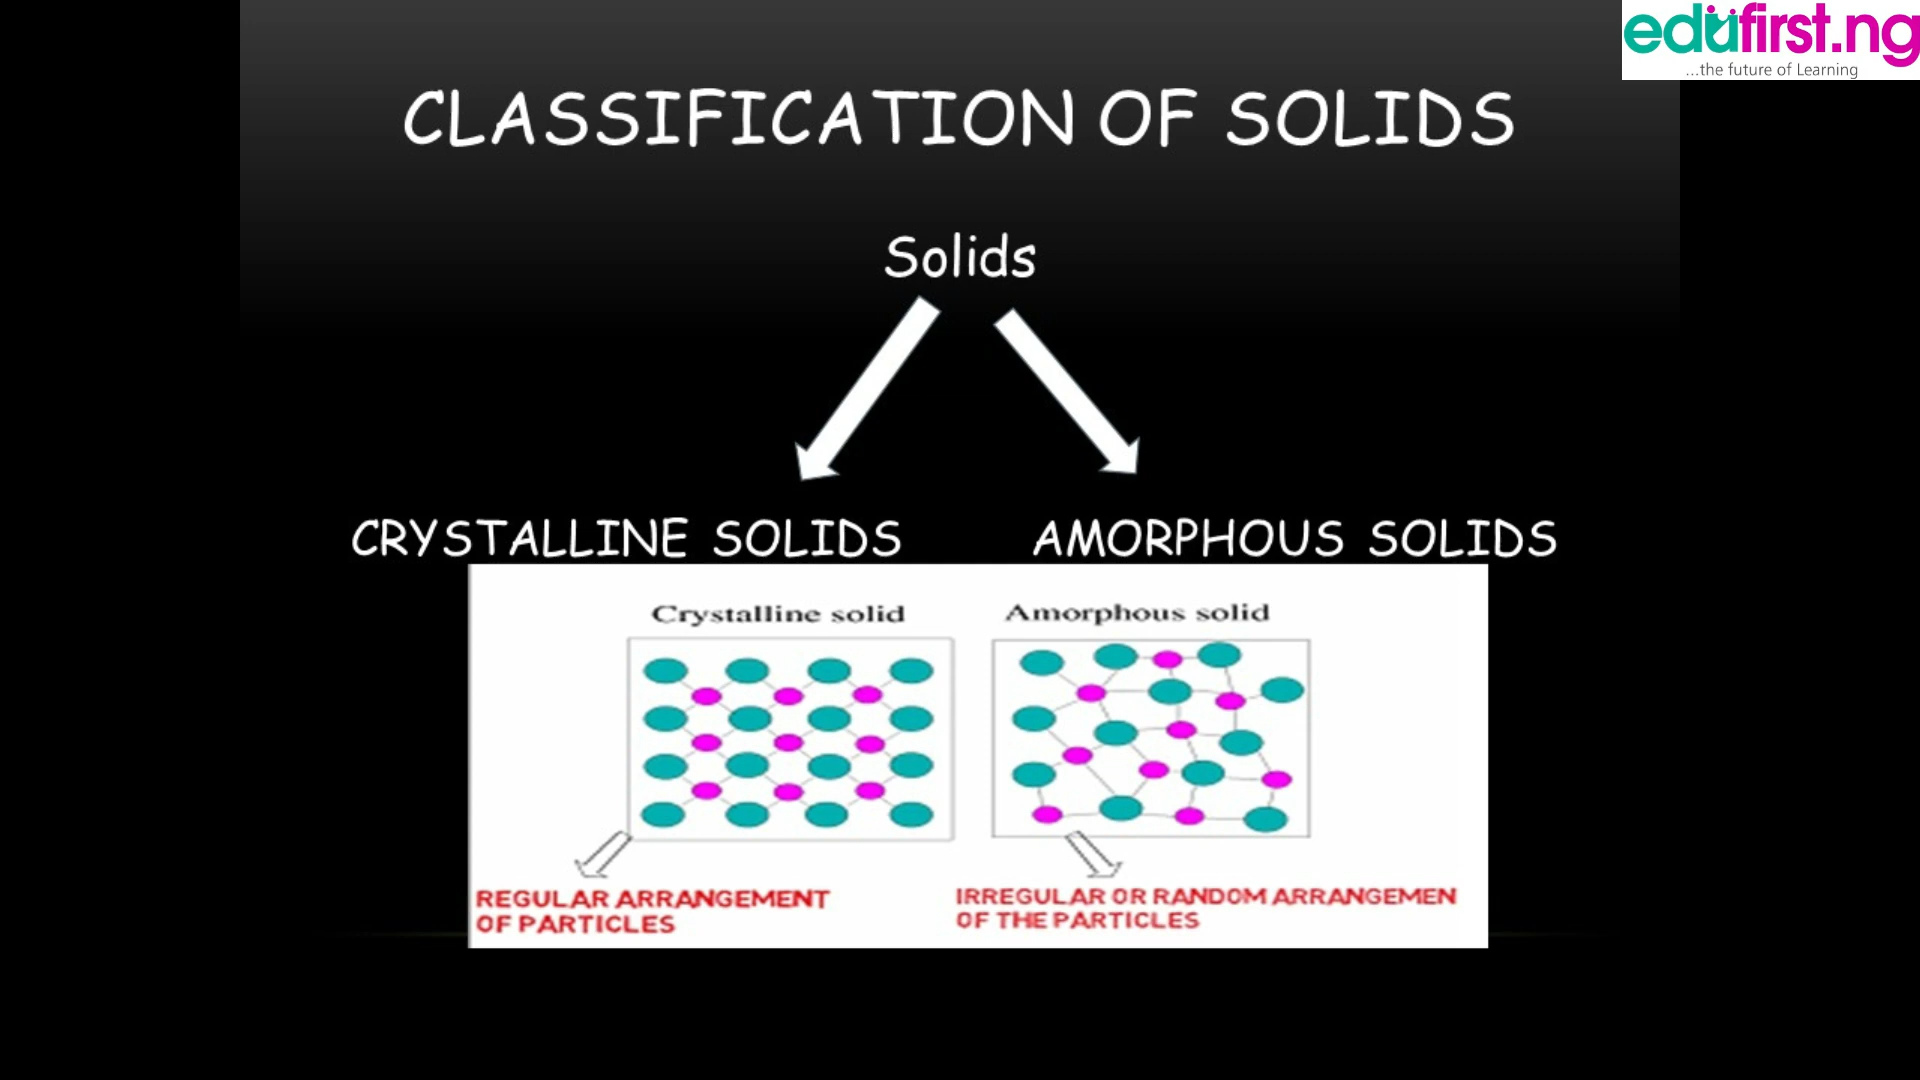 edufirst.ng
...the future of Learning
CLASSIFICATION OF SOLIDS
Solids
CRYSTALLINE SOLIDS
AMORPHOUS SOLIDS
Crystalline solid
Amorphous solid
REGULAR ARRANGEMENT
OF PARTICLES
IRREGULAR OR RANDOM ARRANGEMEN
OF THE PARTICLES